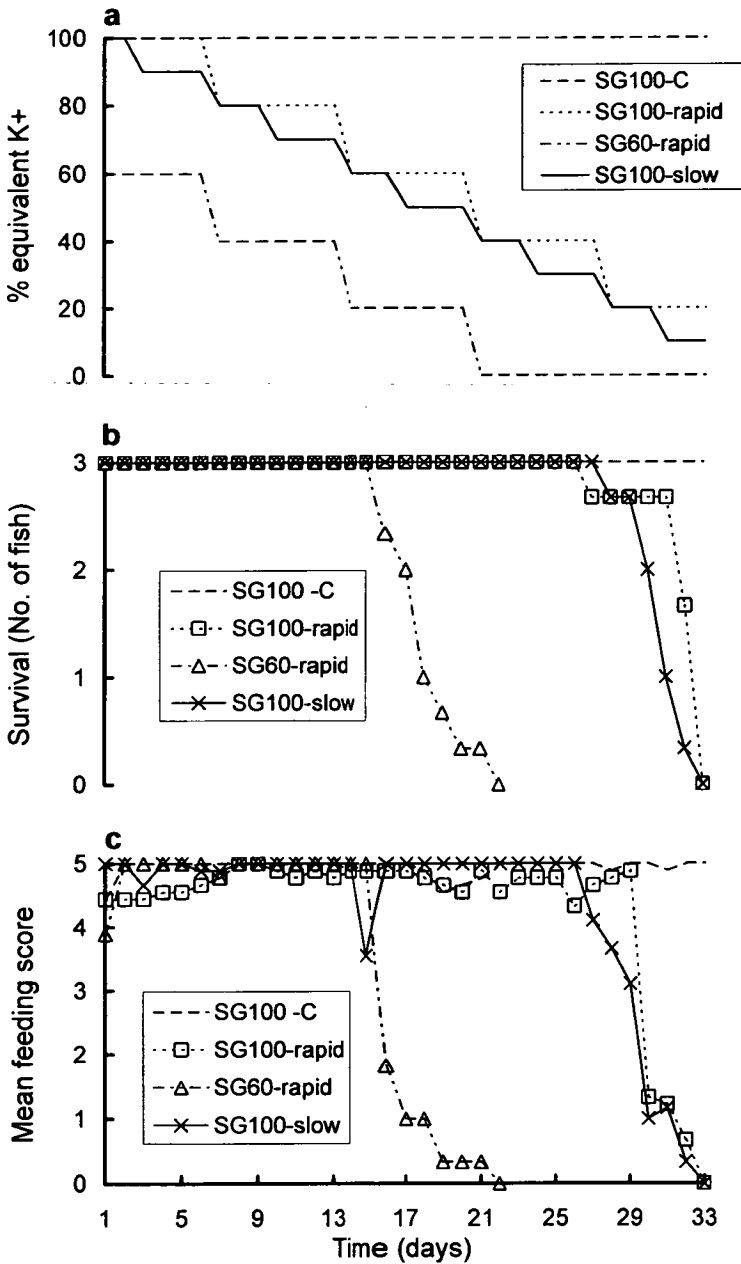 a
% equivalent K+
100
80
60
40
20
0
SG100-C
SG100-rapid
SG60-rapid
SG100-slow
b
Survival (No. of fish)
3
2
1
0
SG100 -C
SG100-rapid
SG60-rapid
SG100-slow
c
Mean feeding score
5
4
3
2
1
0
SG100 -C
SG100-rapid
SG60-rapid
SG100-slow
1 5 9 13 17 21 25 29 33
Time (days)